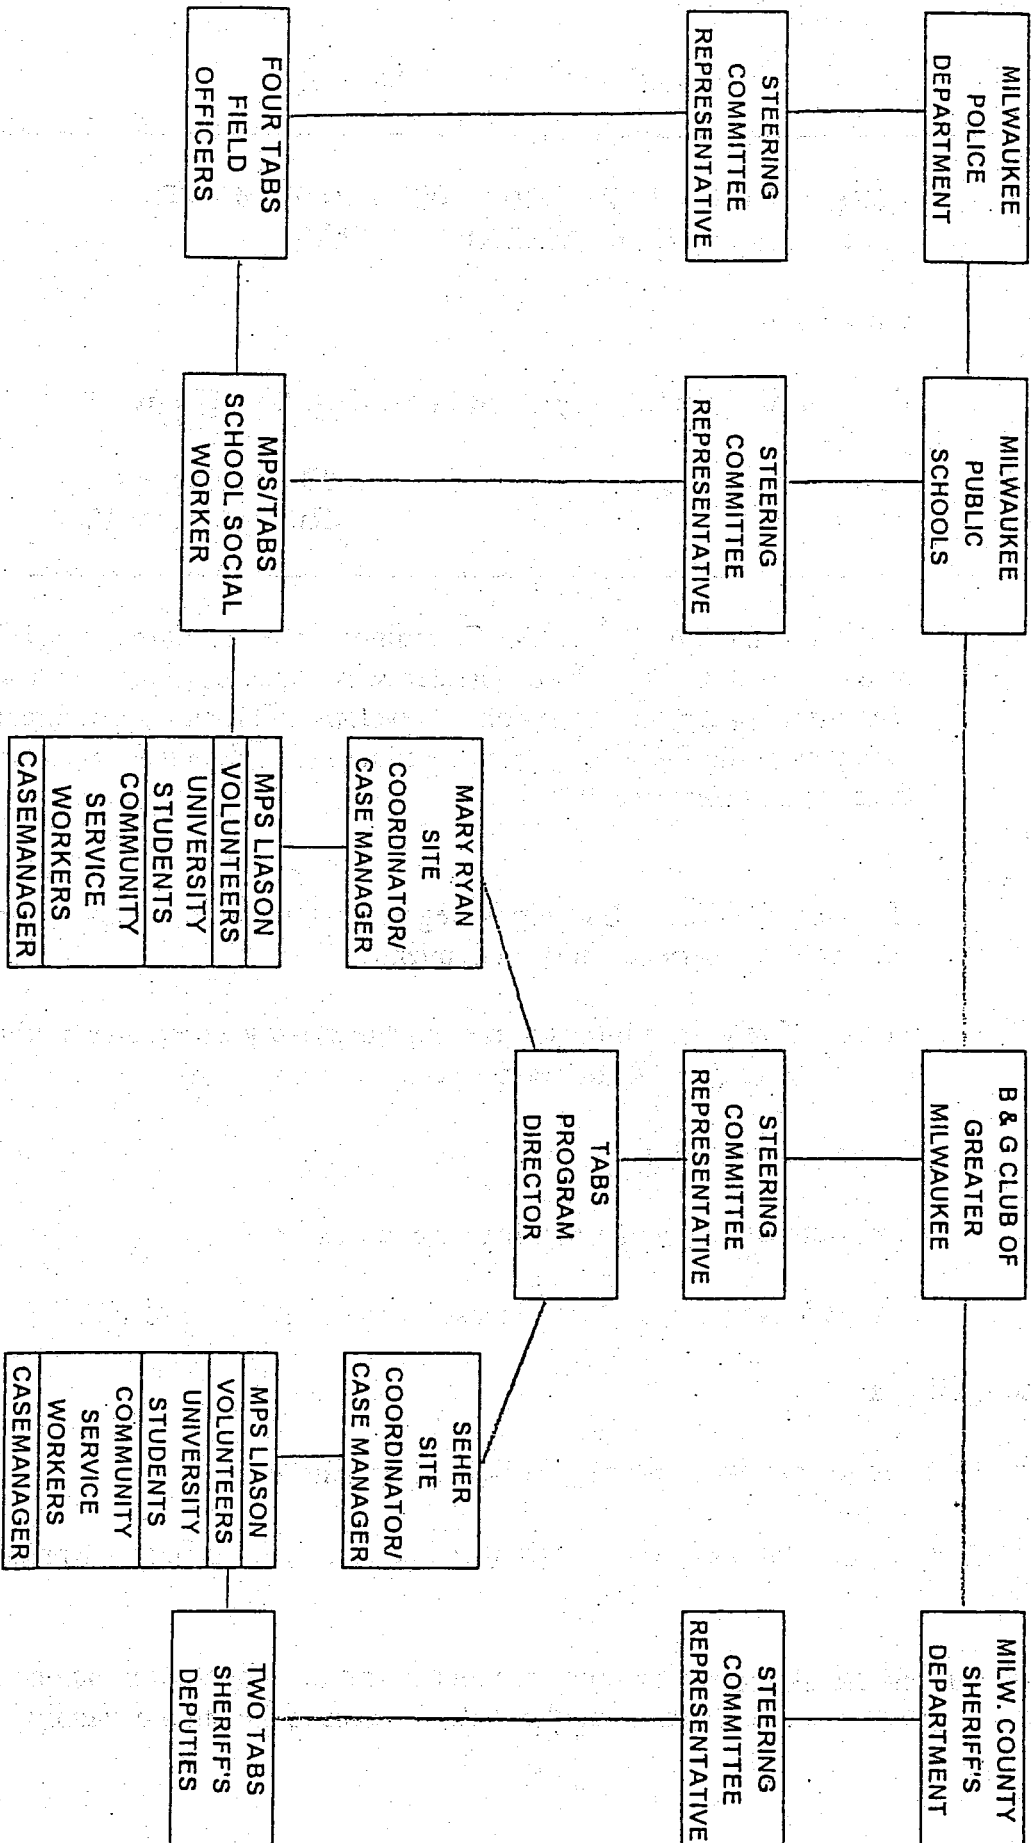 MILWAUKEE
POLICE
DEPARTMENT
MILWAUKEE
PUBLIC
SCHOOLS
B & G CLUB OF
GREATER
MILWAUKEE
MILW. COUNTY
SHERIFF'S
DEPARTMENT
STEERING
COMMITTEE
REPRESENTATIVE
STEERING
COMMITTEE
REPRESENTATIVE
STEERING
COMMITTEE
REPRESENTATIVE
STEERING
COMMITTEE
REPRESENTATIVE
TABS
PROGRAM
DIRECTOR
MARY RYAN
SITE
COORDINATOR/
CASE MANAGER
SEHER
SITE
COORDINATOR/
CASE MANAGER
FOUR TABS
FIELD
OFFICERS
MPS/TABS
SCHOOL SOCIAL
WORKER
MPS LIASON
VOLUNTEERS
UNIVERSITY
STUDENTS
COMMUNITY
SERVICE
WORKERS
CASEMANAGER
MPS LIASON
VOLUNTEERS
UNIVERSITY
STUDENTS
COMMUNITY
SERVICE
WORKERS
CASEMANAGER
TWO TABS
SHERIFF'S
DEPUTIES